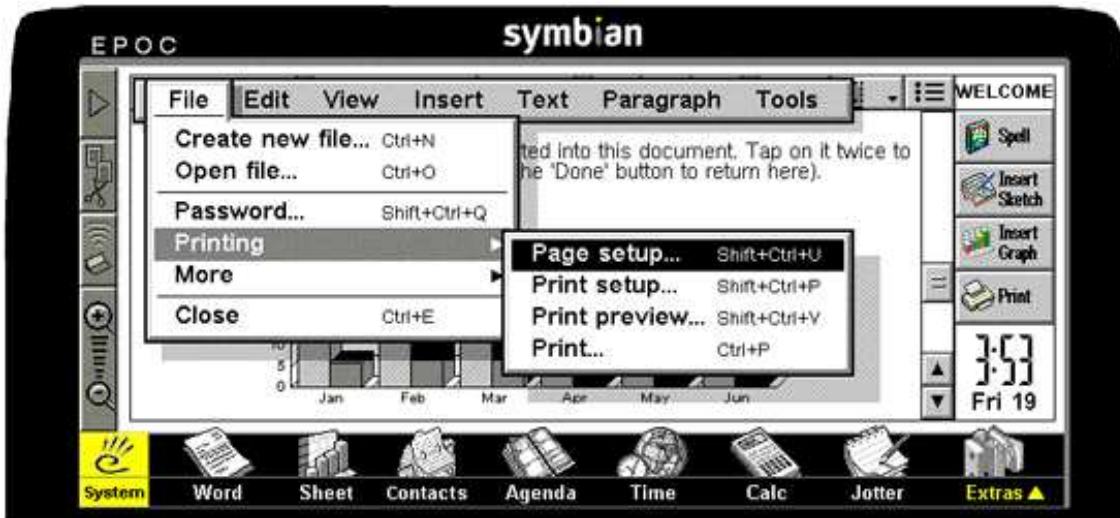 symbian
EPOC
File Edit View Insert Text Paragraph Tools
WELCOME
Create new file... Ctrl+N
Open file... Ctrl+O
Password... Shift+Ctrl+Q
Printing
More
Close Ctrl+E
ted into this document. Tap on it twice to
he 'Done' button to return here).
Page setup... Shift+Ctrl+U
Print setup... Shift+Ctrl+P
Print preview... Shift+Ctrl+V
Print... Ctrl+P
10
5
0
Jan Feb Mar Apr May Jun
Spell
Insert
Sketch
Insert
Graph
Print
3:53
Fri 19
System Word Sheet Contacts Agenda Time Calc Jotter Extras